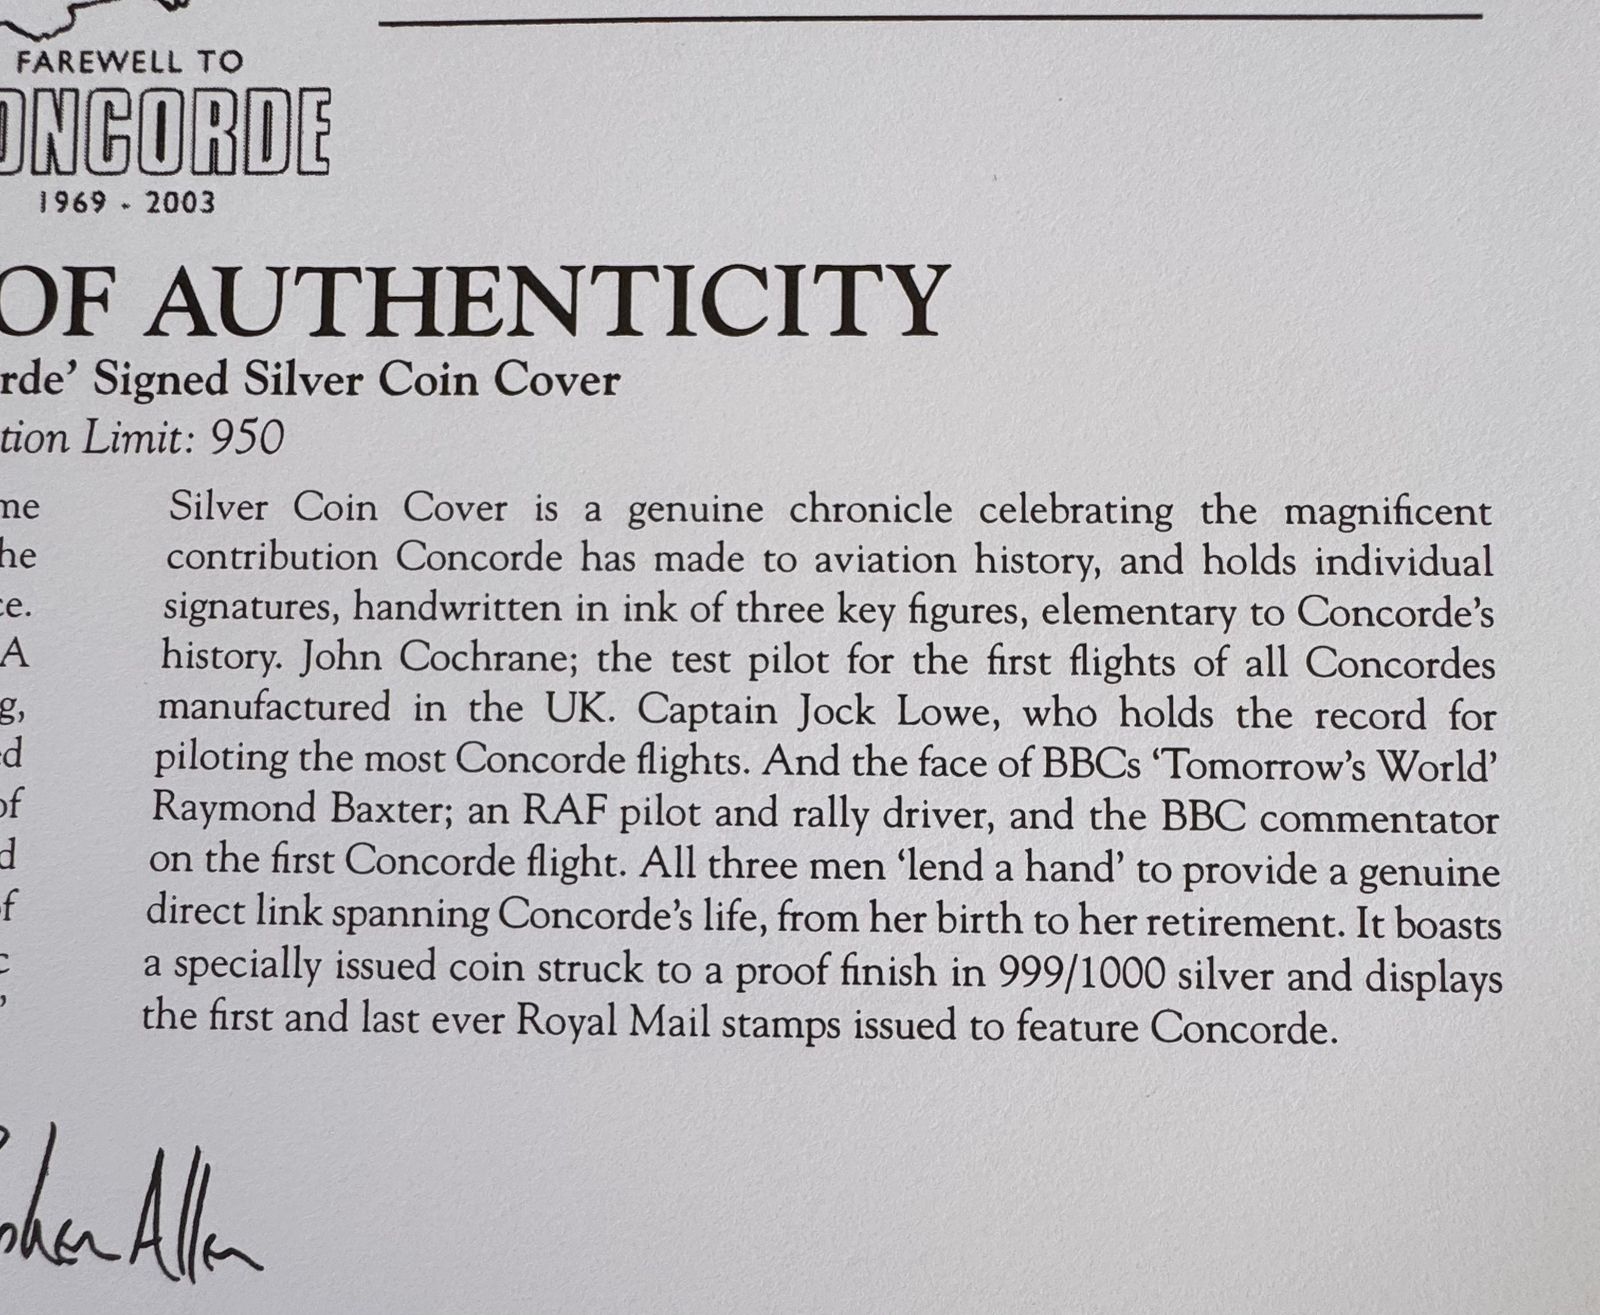 FAREWELL TO
ONCORDE
1969 - 2003
OF AUTHENTICITY
rde’ Signed Silver Coin Cover
tion Limit: 950
me
he
ce.
A
g,
ed
of
d
of
c
’
Silver Coin Cover is a genuine chronicle celebrating the magnificent
contribution Concorde has made to aviation history, and holds individual
signatures, handwritten in ink of three key figures, elementary to Concorde’s
history. John Cochrane; the test pilot for the first flights of all Concordes
manufactured in the UK. Captain Jock Lowe, who holds the record for
piloting the most Concorde flights. And the face of BBCs ‘Tomorrow’s World’
Raymond Baxter; an RAF pilot and rally driver, and the BBC commentator
on the first Concorde flight. All three men ‘lend a hand’ to provide a genuine
direct link spanning Concorde’s life, from her birth to her retirement. It boasts
a specially issued coin struck to a proof finish in 999/1000 silver and displays
the first and last ever Royal Mail stamps issued to feature Concorde.
Allen